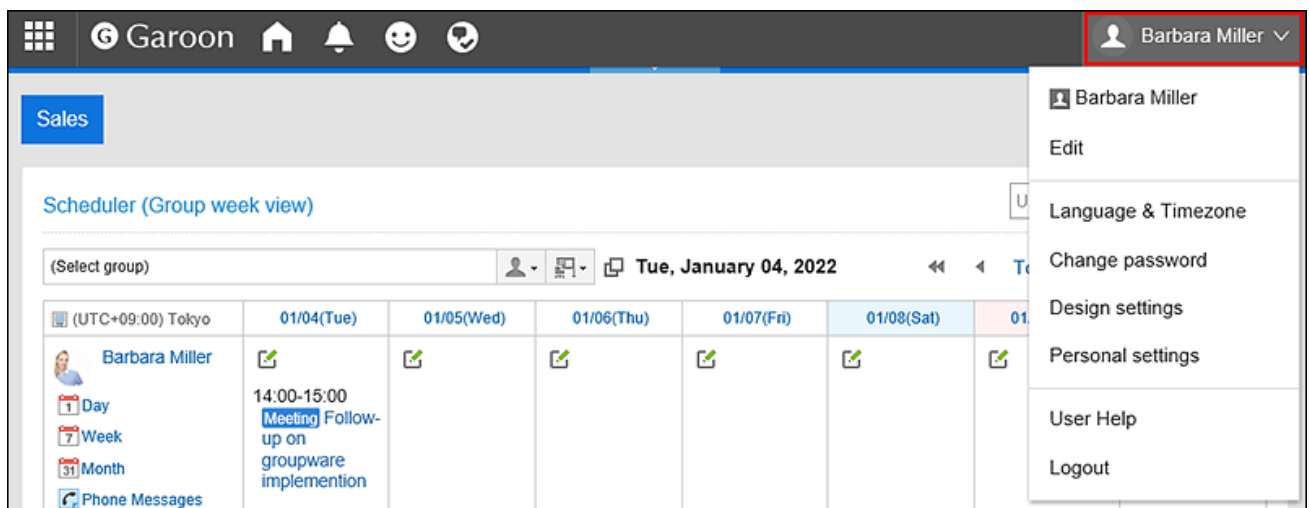 G Garoon
Barbara Miller
Barbara Miller
Edit
Language & Timezone
Change password
Design settings
Personal settings
User Help
Logout
Sales
Scheduler (Group week view)
(Select group)
Tue, January 04, 2022
(UTC+09:00) Tokyo
01/04(Tue)
01/05(Wed)
01/06(Thu)
01/07(Fri)
01/08(Sat)
Barbara Miller
1 Day
7 Week
31 Month
Phone Messages
14:00-15:00
Meeting Follow-
up on
groupware
implemention